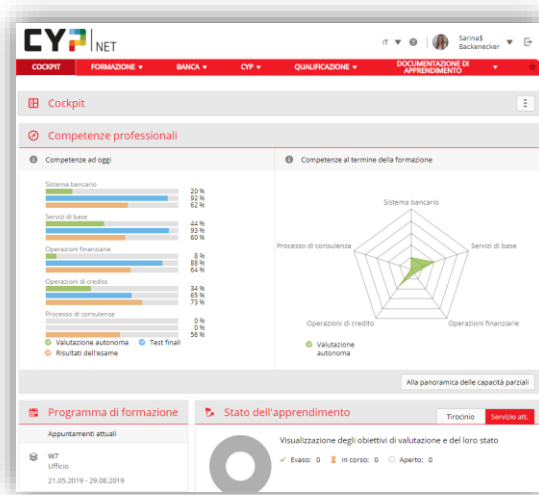 CYP NET
IT
Sarina$
Backenecker
COCKPIT FORMAZIONE BANCA CYP QUALIFICAZIONE DOCUMENTAZIONE DI APPRENDIMENTO
Cockpit
Competenze professionali
Competenze ad oggi
Competenze al termine della formazione
Sistema bancario
20 %
92 %
62 %
Servizi di base
44 %
93 %
60 %
Operazioni finanziarie
8 %
88 %
64 %
Operazioni di credito
34 %
65 %
73 %
Processo di consulenza
0 %
0 %
56 %
Valutazione autonoma Test finali
Risultati dell'esame
Sistema bancario
Processo di consulenza
Servizi di base
Operazioni di credito
Operazioni finanziarie
Valutazione
autonoma
Alla panoramica delle capacità parziali
Programma di formazione
Appuntamenti attuali
W7
Ufficio
21.05.2019 - 29.08.2019
Stato dell'apprendimento
Tirocinio Servizio att.
Visualizzazione degli obiettivi di valutazione e del loro stato
Evaso: 0 In corso: 0 Aperto: 0